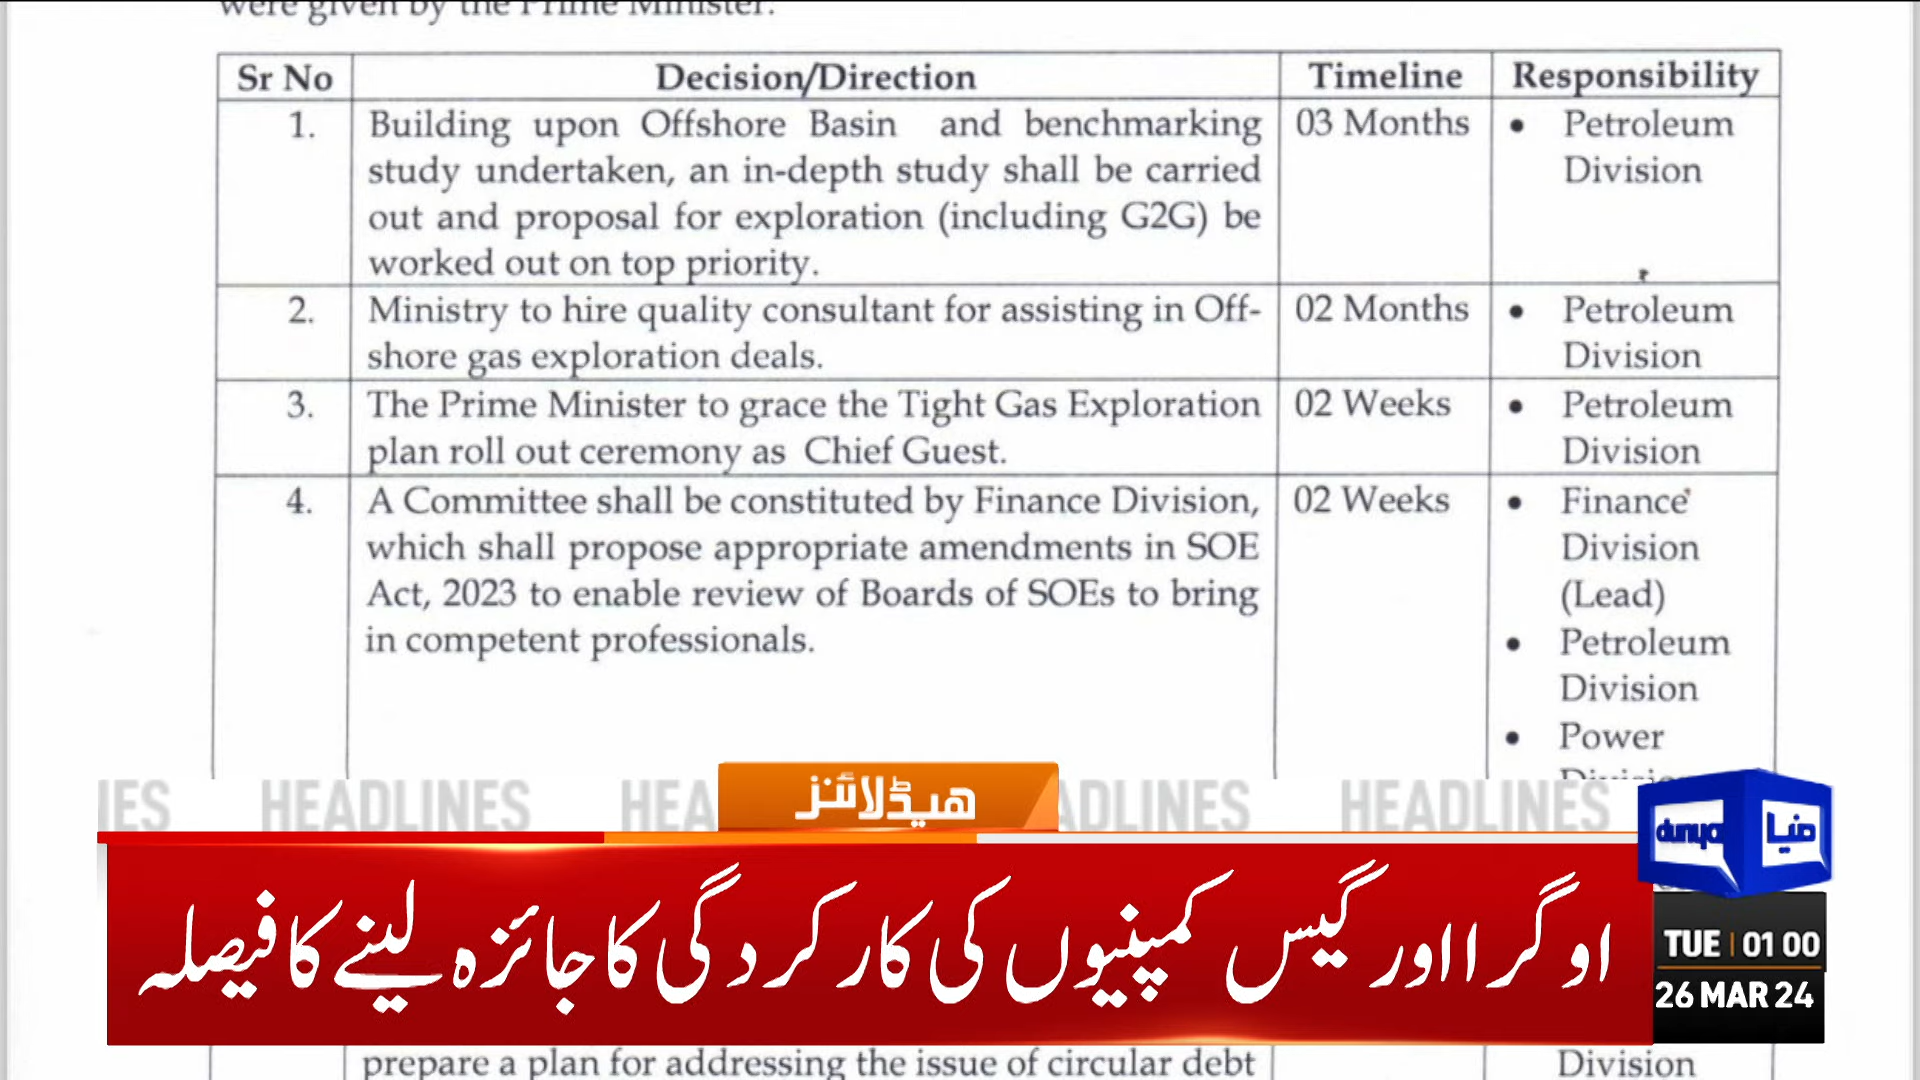 were given by the Prime Minister.
Sr No Decision/Direction Timeline Responsibility
1. Building upon Offshore Basin and benchmarking 03 Months • Petroleum
study undertaken, an in-depth study shall be carried Division
out and proposal for exploration (including G2G) be
worked out on top priority.
2. Ministry to hire quality consultant for assisting in Off- 02 Months • Petroleum
shore gas exploration deals. Division
3. The Prime Minister to grace the Tight Gas Exploration 02 Weeks • Petroleum
plan roll out ceremony as Chief Guest. Division
4. A Committee shall be constituted by Finance Division, 02 Weeks • Finance
which shall propose appropriate amendments in SOE Division
Act, 2023 to enable review of Boards of SOEs to bring (Lead)
in competent professionals. • Petroleum
Division
• Power
HEADLINES HEADLINES
ہیڈلائنز
dunya دنیا
اوگرا اور گیس کمپنیوں کی کارکردگی کا جائزہ لینے کا فیصلہ
TUE 01 00
26 MAR 24
prepare a plan for addressing the issue of circular debt Division